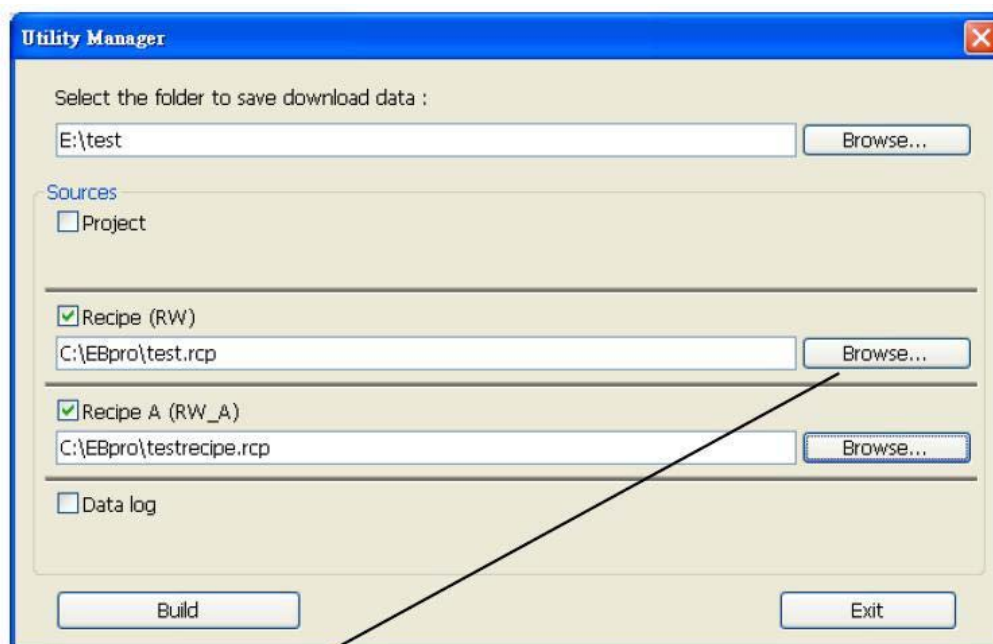 Utility Manager
Select the folder to save download data :
E:\test
Browse...
Sources
Project
Recipe (RW)
C:\EBpro\test.rcp
Browse...
Recipe A (RW_A)
C:\EBpro\testrecipe.rcp
Browse...
Data log
Build
Exit